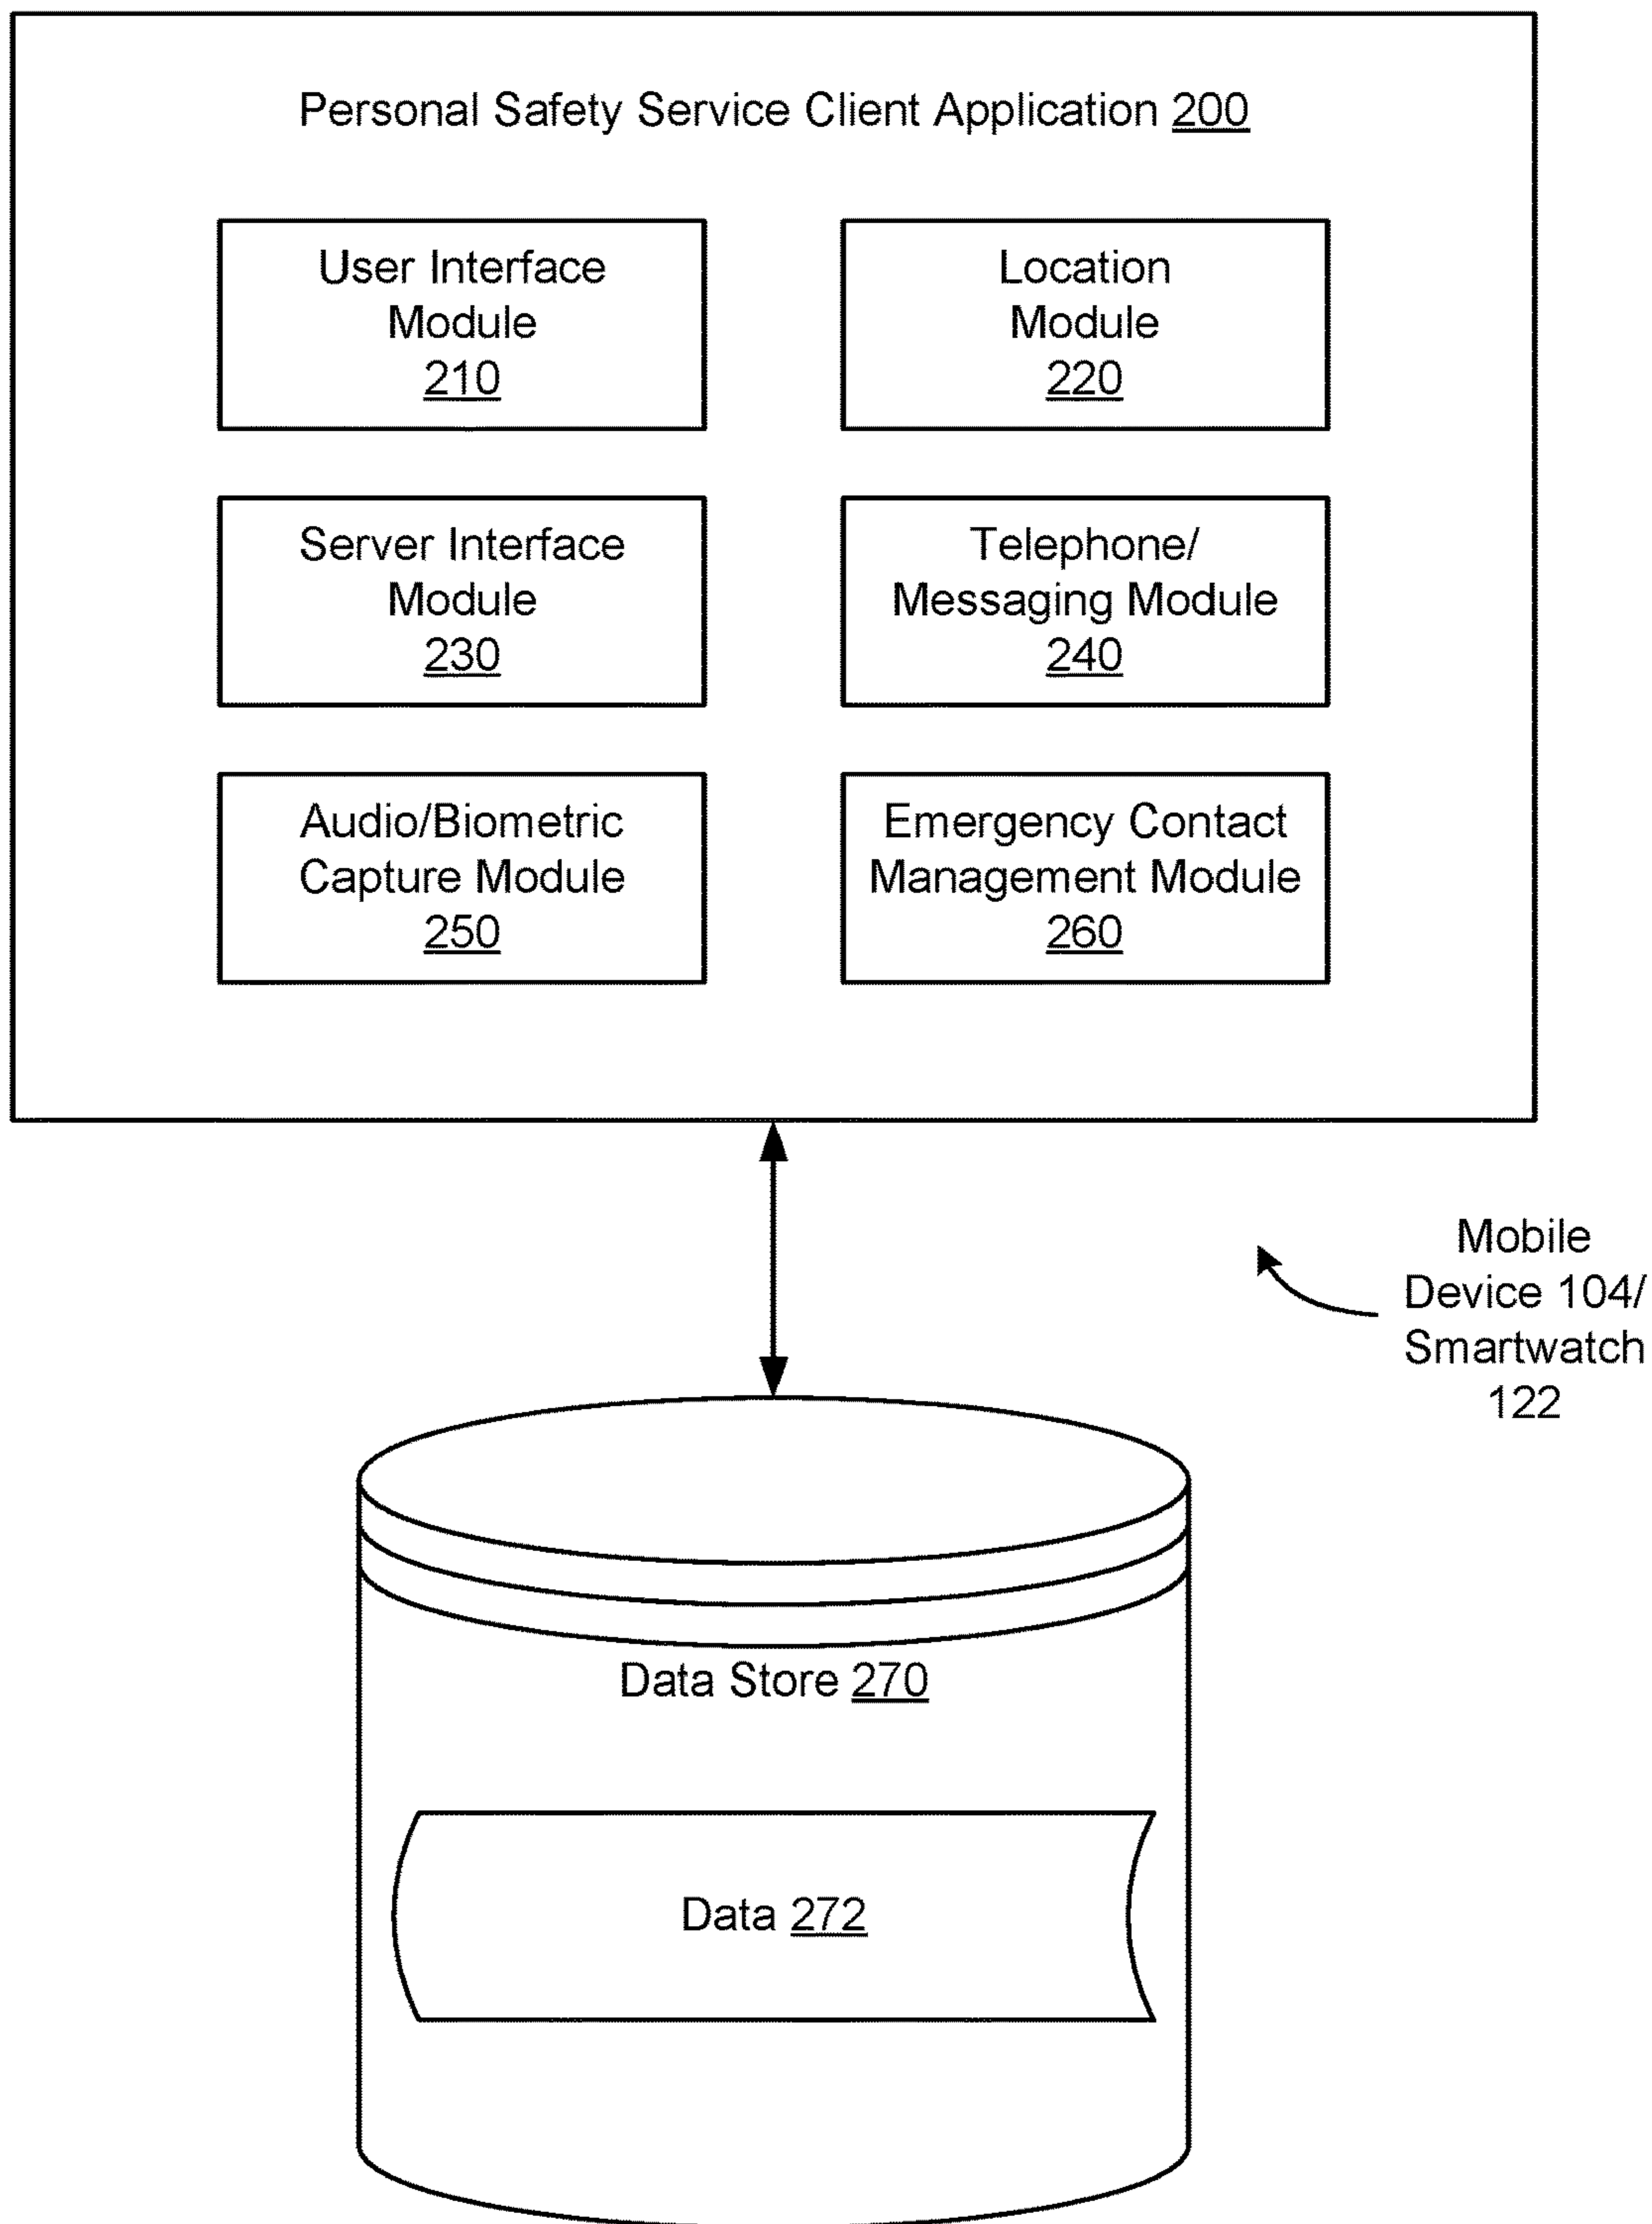 Personal Safety Service Client Application 200
User Interface
Module
210
Location
Module
220
Server Interface
Module
230
Telephone/
Messaging Module
240
Audio/Biometric
Capture Module
250
Emergency Contact
Management Module
260
Mobile
Device 104/
Smartwatch
122
Data Store 270
Data 272